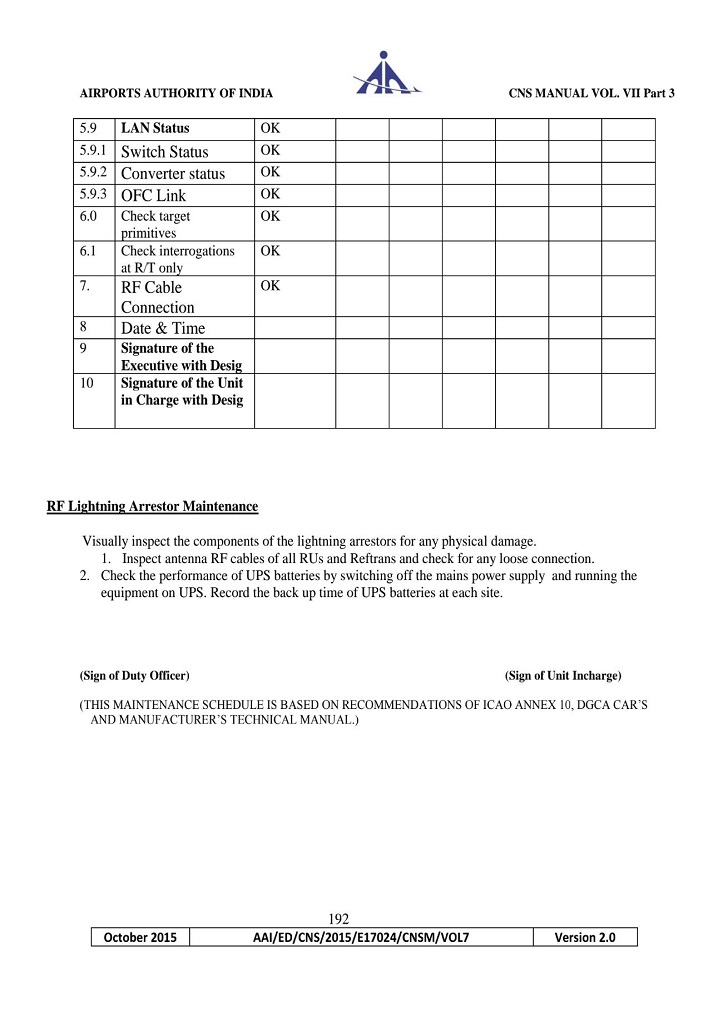 AIRPORTS AUTHORITY OF INDIA CNS MANUAL VOL. VII Part 3
5.9 LAN Status OK
5.9.1 Switch Status OK
5.9.2 Converter status OK
5.9.3 OFC Link OK
6.0 Check target OK
primitives
6.1 Check interrogations OK
at R/T only
7. RF Cable OK
Connection
8 Date & Time
9 Signature of the
Executive with Desig
10 Signature of the Unit
in Charge with Desig
RF Lightning Arrestor Maintenance
Visually inspect the components of the lightning arrestors for any physical damage.
1. Inspect antenna RF cables of all RUs and Reftrans and check for any loose connection.
2. Check the performance of UPS batteries by switching off the mains power supply and running the
equipment on UPS. Record the back up time of UPS batteries at each site.
(Sign of Duty Officer) (Sign of Unit Incharge)
(THIS MAINTENANCE SCHEDULE IS BASED ON RECOMMENDATIONS OF ICAO ANNEX 10, DGCA CAR'S
AND MANUFACTURER'S TECHNICAL MANUAL.)
192
October 2015 AAI/ED/CNS/2015/E17024/CNSM/VOL7 Version 2.0